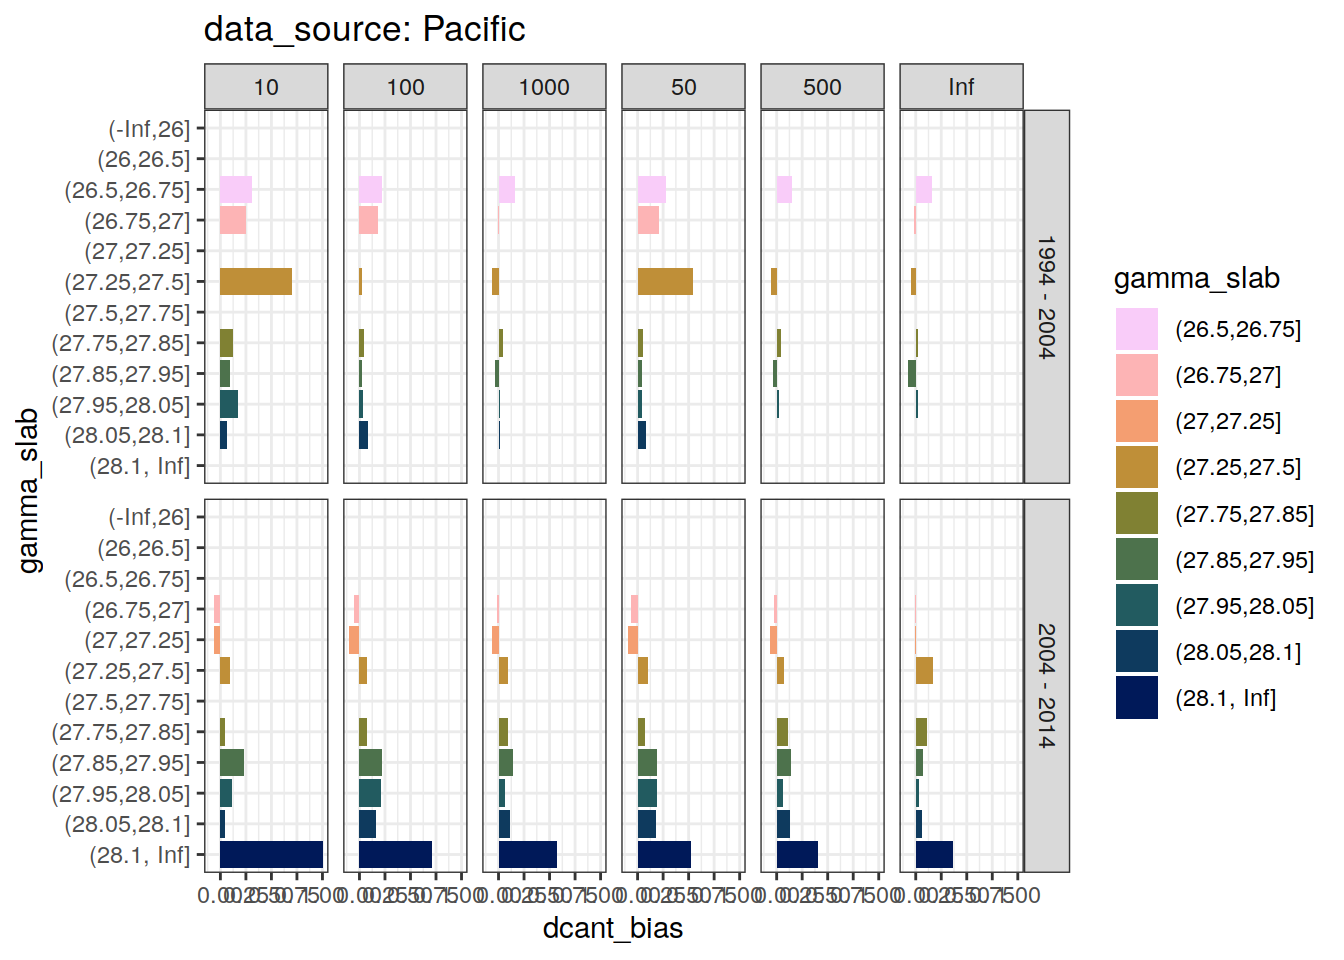 data_source: Pacific
10 100 1000 50 500 Inf
(-Inf,26]
(26,26.5]
(26.5,26.75]
(26.75,27]
(27,27.25]
(27.25,27.5]
(27.5,27.75]
(27.75,27.85]
(27.85,27.95]
(27.95,28.05]
(28.05,28.1]
(28.1, Inf]
1994 - 2004
(-Inf,26]
(26,26.5]
(26.5,26.75]
(26.75,27]
(27,27.25]
(27.25,27.5]
(27.5,27.75]
(27.75,27.85]
(27.85,27.95]
(27.95,28.05]
(28.05,28.1]
(28.1, Inf]
2004 - 2014
gamma_slab
dcant_bias
gamma_slab
(26.5,26.75]
(26.75,27]
(27,27.25]
(27.25,27.5]
(27.75,27.85]
(27.85,27.95]
(27.95,28.05]
(28.05,28.1]
(28.1, Inf]